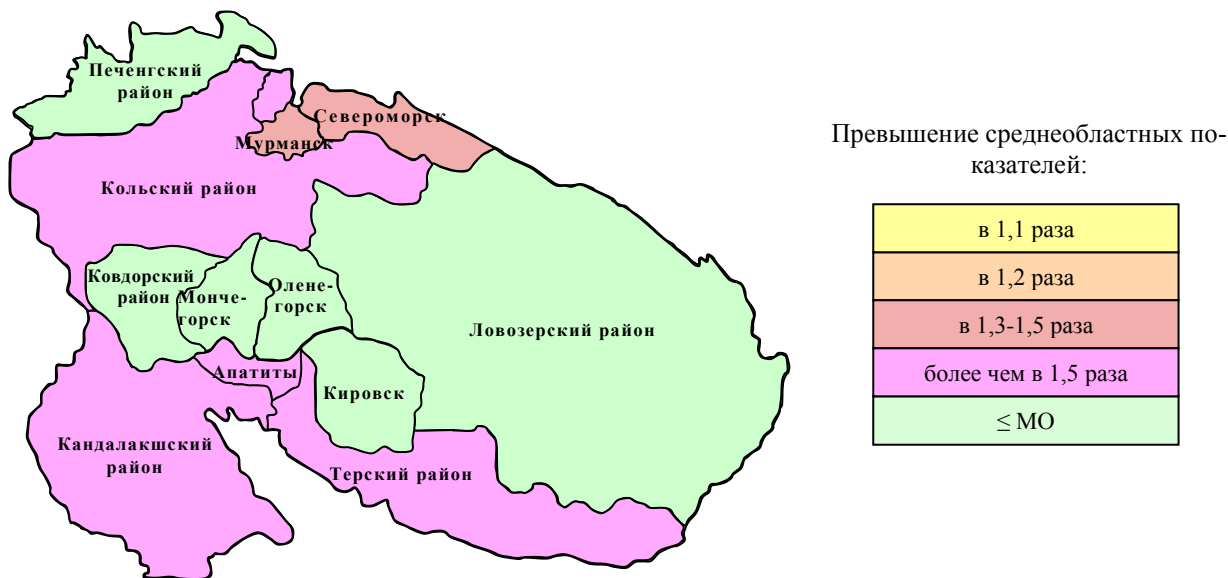 Печенгский
район
Североморск
Мурманск
Кольский район
Ковдорский
район
Монче-
горск
Олене-
горск
Ловозерский район
Апатиты
Кировск
Кандалакшский
район
Терский район
Превышение среднеобластных по-
казателей:
в 1,1 раза
в 1,2 раза
в 1,3-1,5 раза
более чем в 1,5 раза
≤ МО